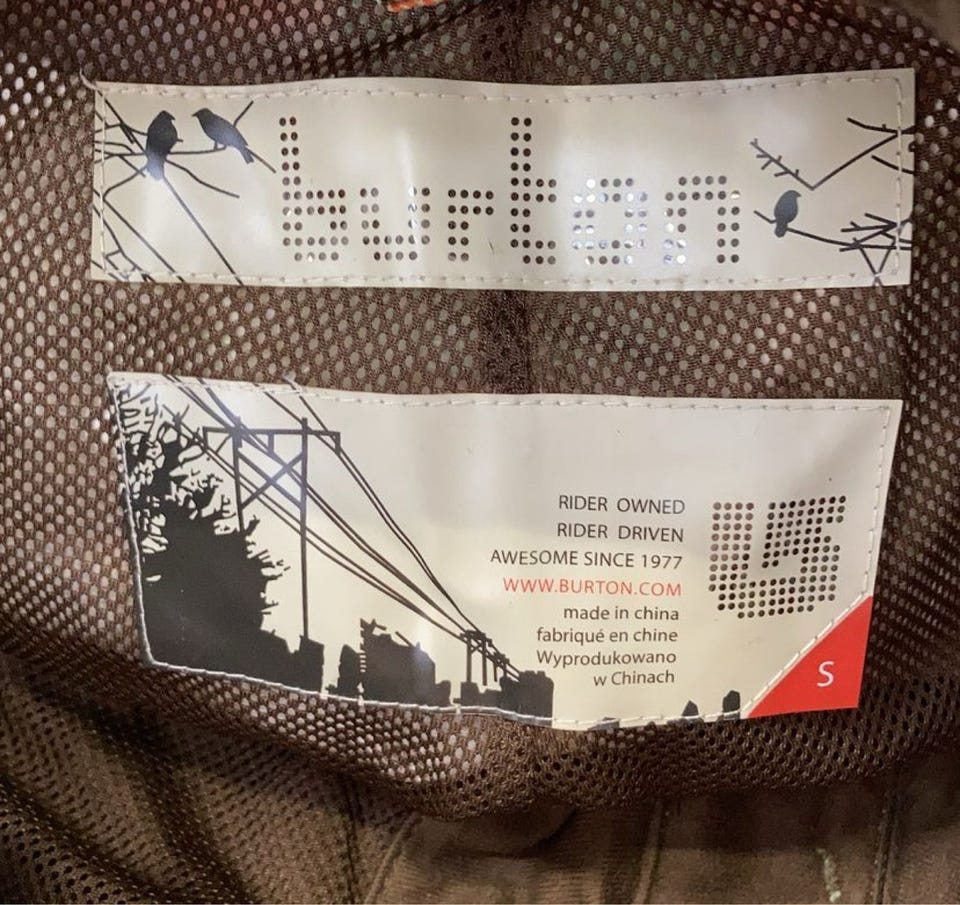 burton
RIDER OWNED
RIDER DRIVEN
AWESOME SINCE 1977
WWW.BURTON.COM
made in china
fabriqué en chine
Wyprodukowano
w Chinach
S